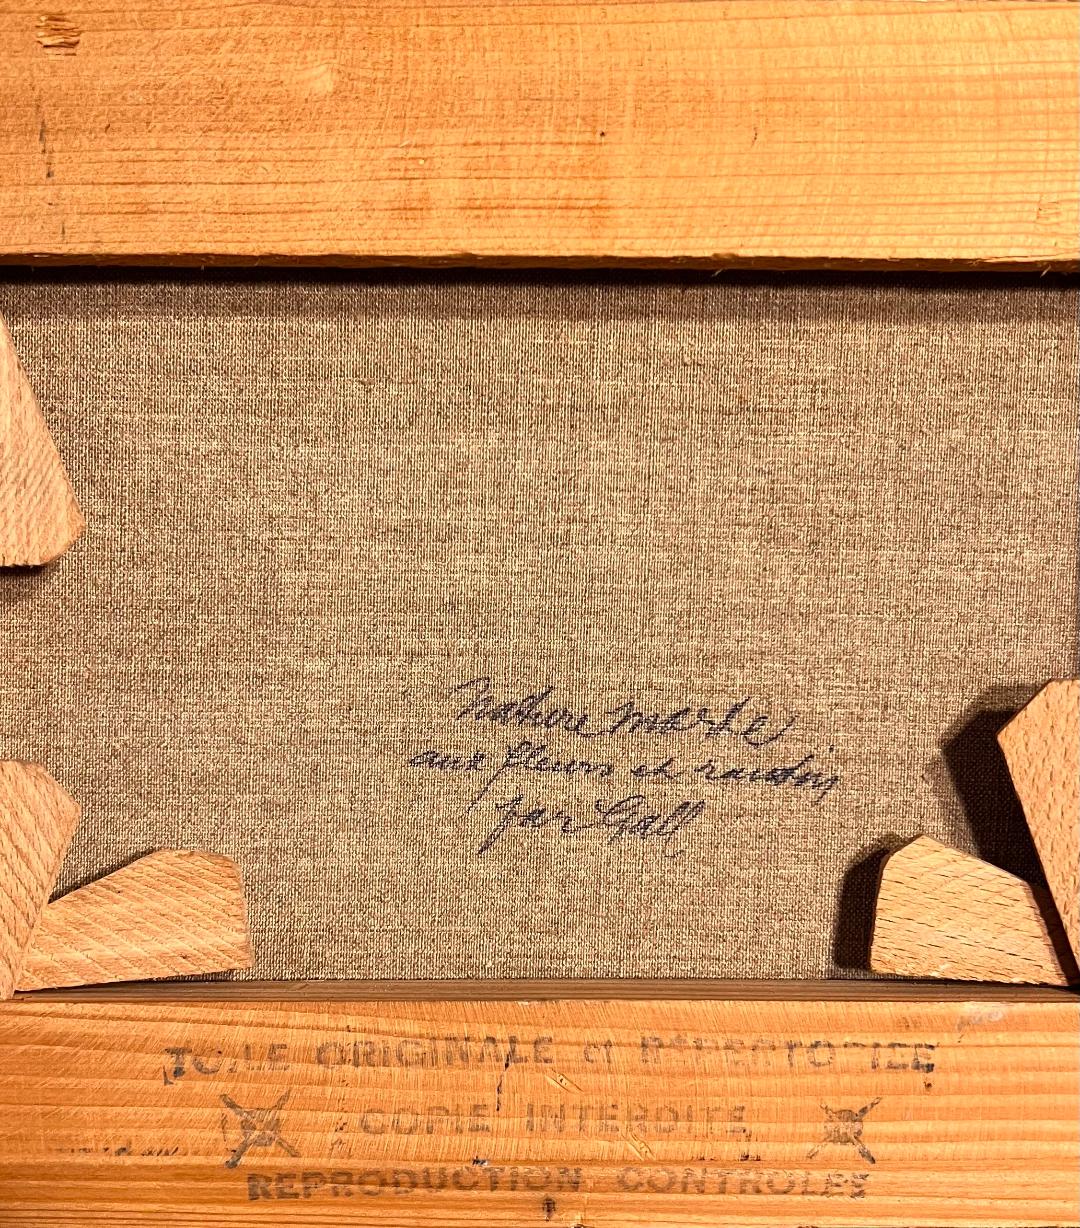 Nature Morte
aux fleurs et raisins
par Gall
TOILE ORIGINALE et REPERTORIEE
COPIE INTERDITE
REPRODUCTION CONTROLEE